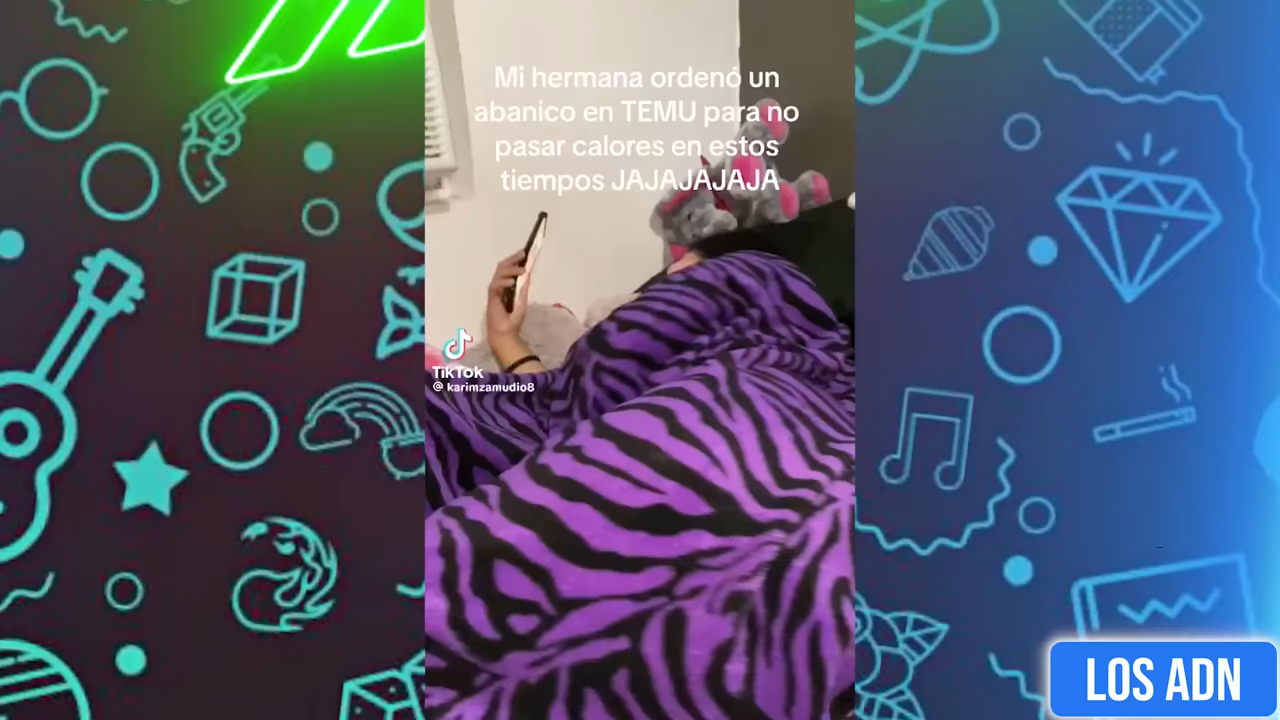 Mi hermana ordenó un
abanico en TEMU para no
pasar calores en estos
tiempos JAJAJAJAJA
TikTok
@ karimzamudio8
LOS ADN